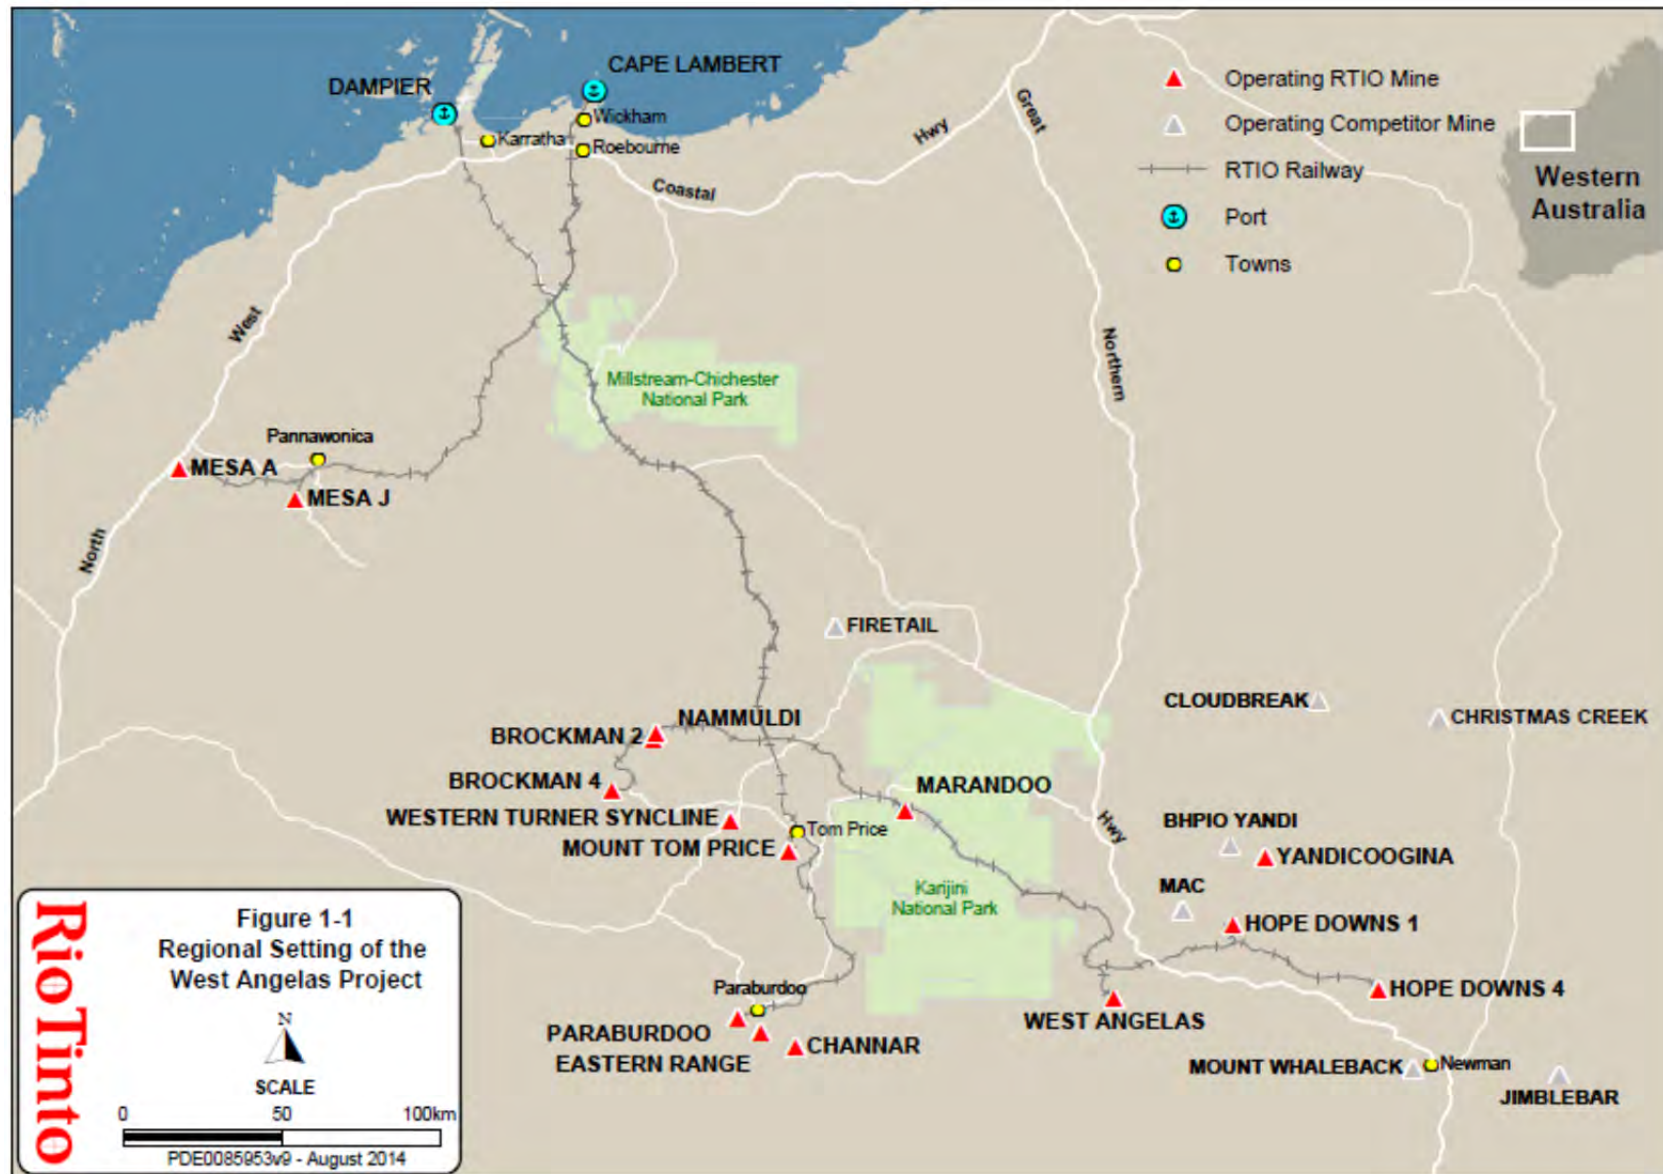 DAMPIER
CAPE LAMBERT
Wickham
Karratha
Roebourne
Coastal
Hwy
Great
Northern
Hwy
West
North
Operating RTIO Mine
Operating Competitor Mine
RTIO Railway
Port
Towns
Western
Australia
Millstream-Chichester
National Park
Pannawonica
MESA A
MESA J
FIRETAIL
CLOUDBREAK
CHRISTMAS CREEK
NAMMULDI
BROCKMAN 2
BROCKMAN 4
WESTERN TURNER SYNCLINE
MOUNT TOM PRICE
Tom Price
MARANDOO
BHPIO YANDI
YANDICOOGINA
MAC
HOPE DOWNS 1
Karijini
National Park
HOPE DOWNS 4
WEST ANGELAS
Paraburdoo
PARABURDOO
EASTERN RANGE
CHANNAR
MOUNT WHALEBACK
Newman
JIMBLEBAR
RioTinto
Figure 1-1
Regional Setting of the
West Angelas Project
N
SCALE
0 50 100km
PDE0085953v9 - August 2014